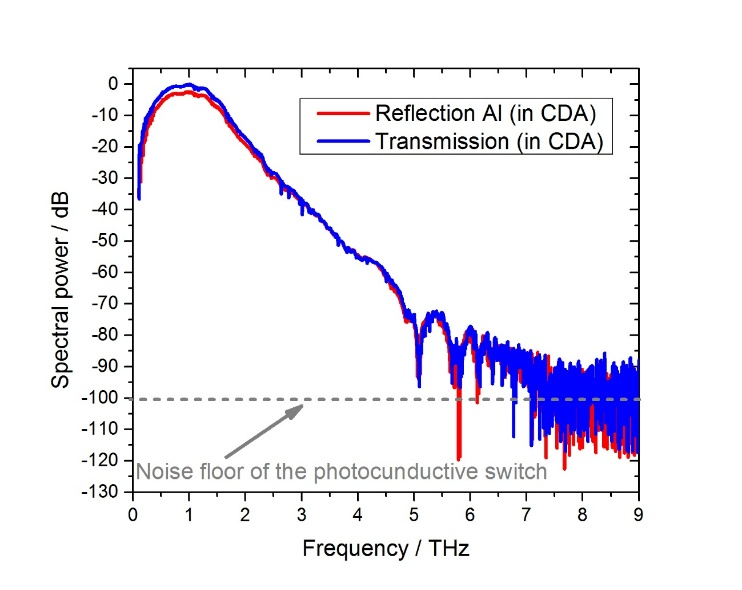 0
-10
-20
-30
-40
-50
-60
-70
-80
-90
-100
-110
-120
-130
Spectral power / dB
Reflection Al (in CDA)
Transmission (in CDA)
Noise floor of the photocunductive switch
0 1 2 3 4 5 6 7 8 9
Frequency / THz